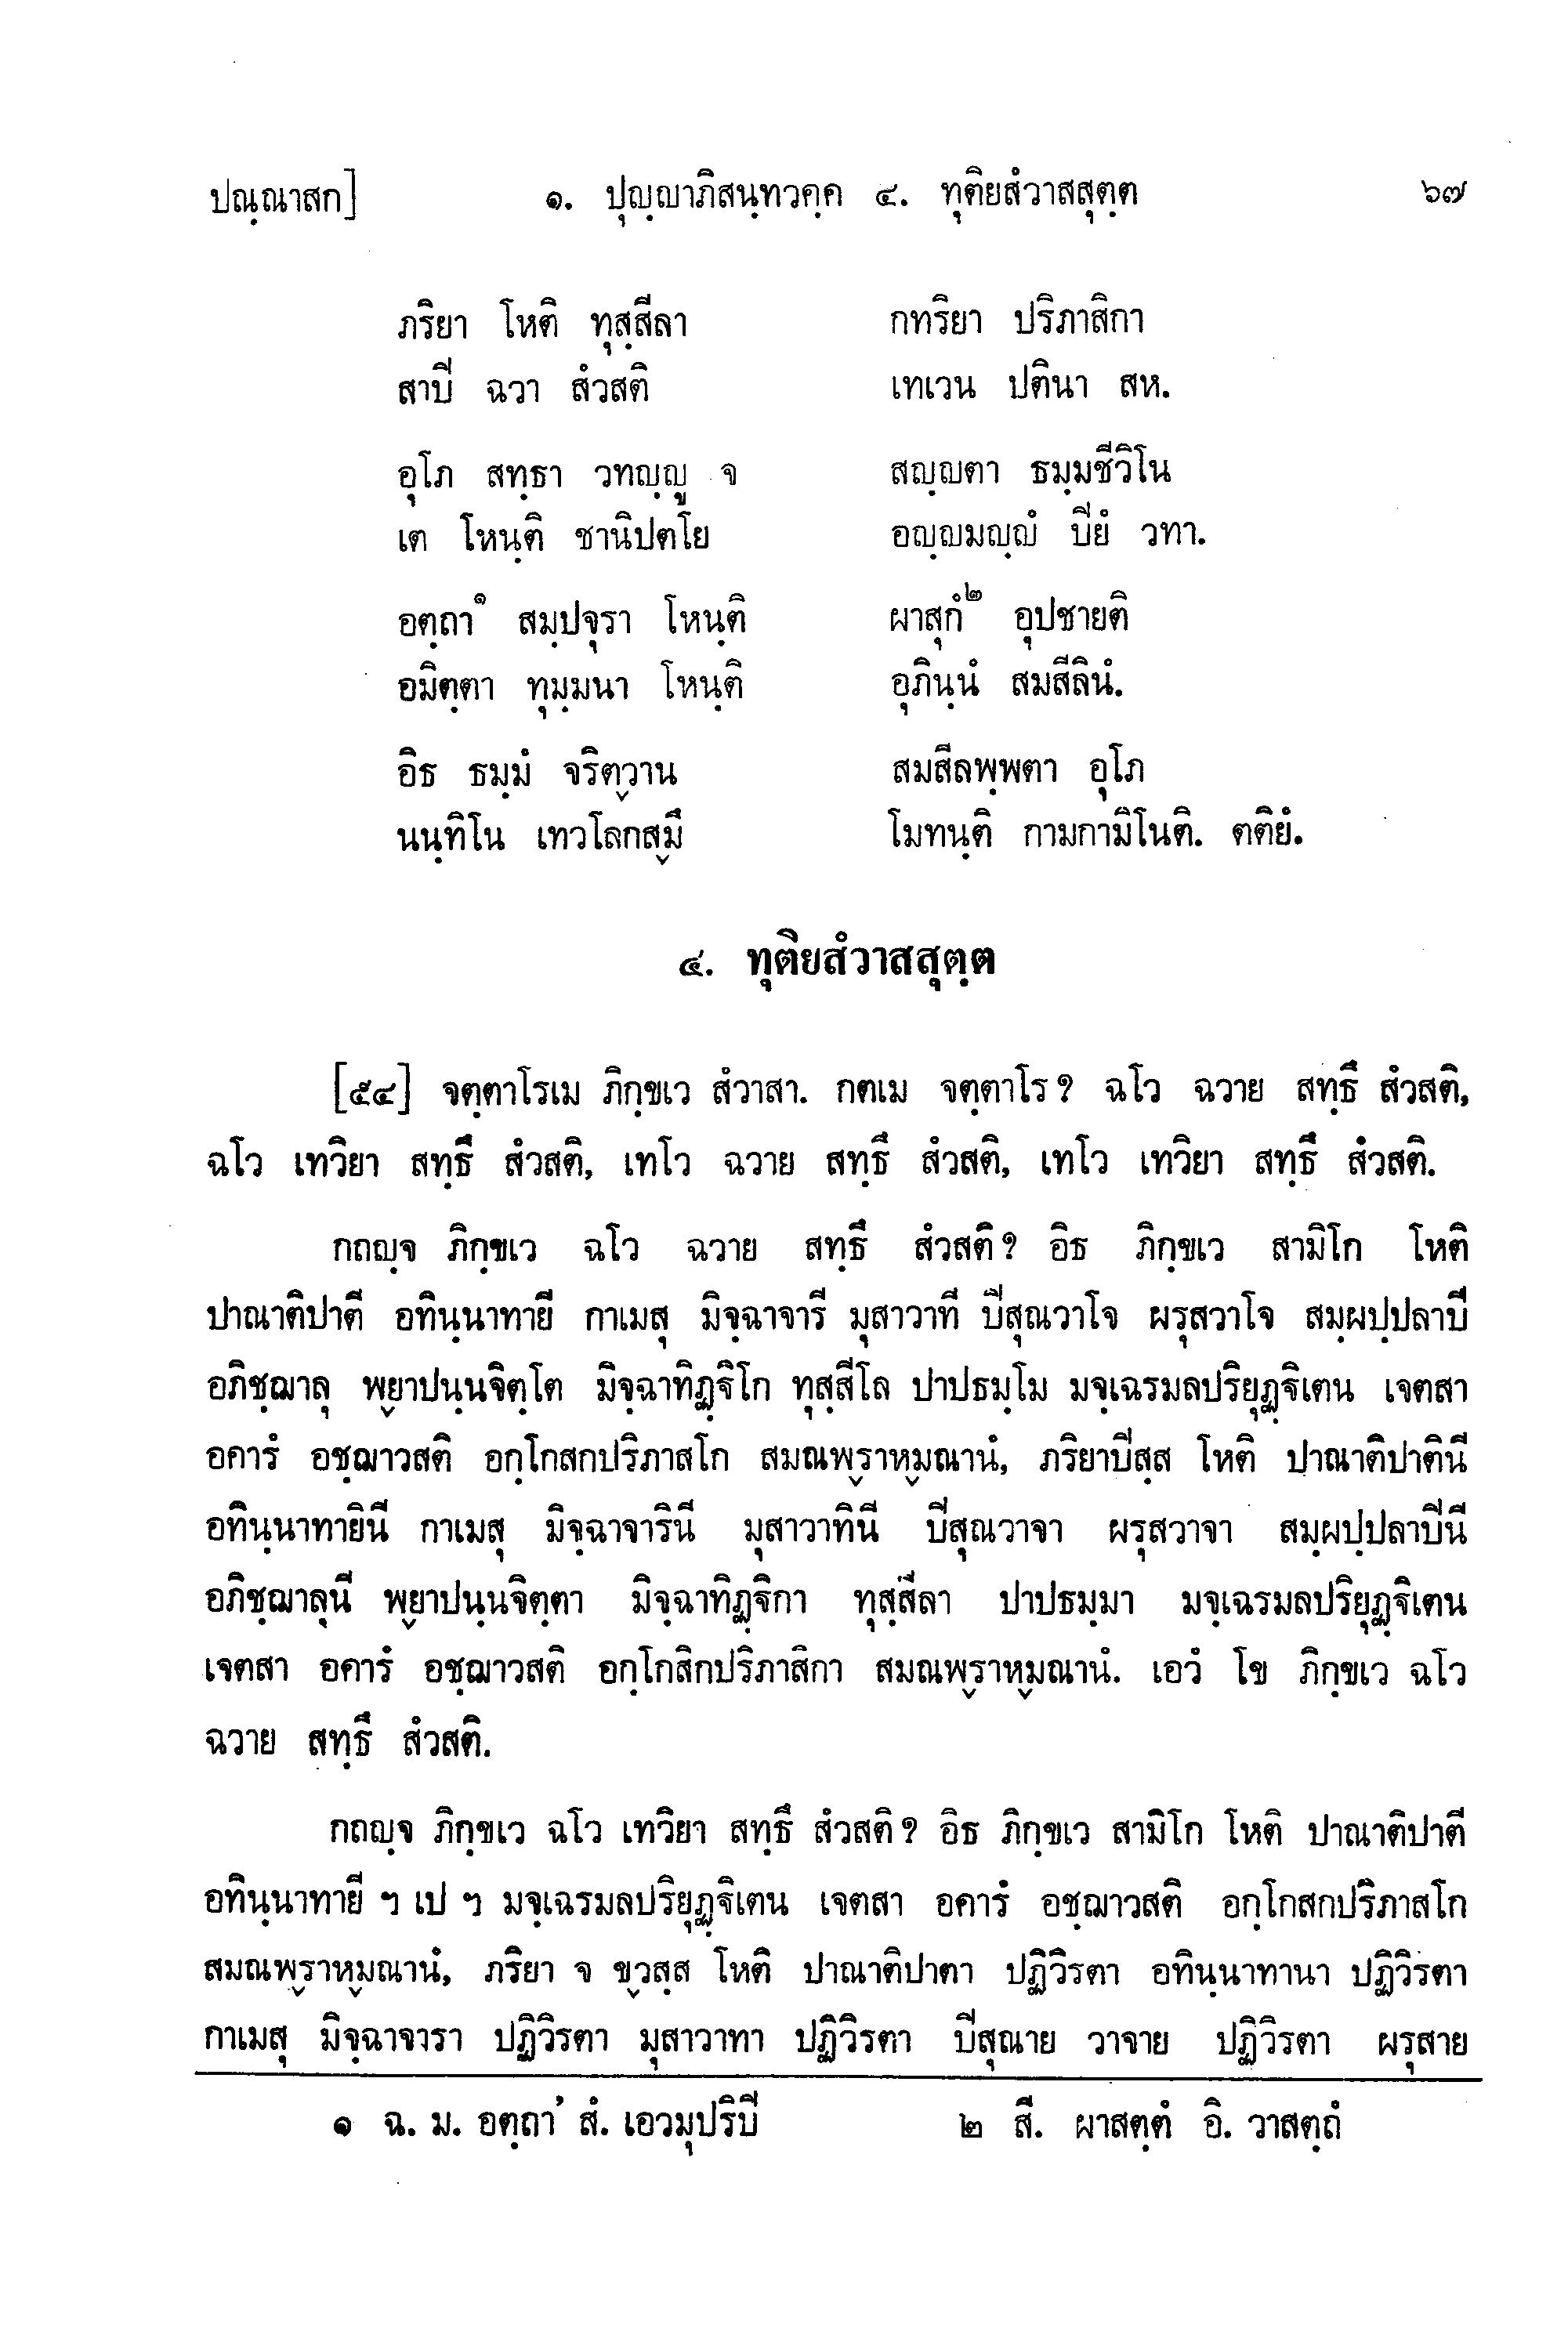 ปณฺณาสก] ๑. ปุญฺญาภิสนฺทวคฺค ๔. ทุติยสํวาสสุตฺต ๖๗
ภริยา โหติ ทุสฺสีลา กทริยา ปริภาสิกา
สาปี ฉวา สํวสติ เทเวน ปตินา สห.
อุโภ สทฺธา วทญฺญู จ สญฺญตา ธมฺมชีวิโน
เต โหนฺติ ชานิปตโย อญฺญมญฺญํ ปียํ วทา.
อตฺถา๑ สมฺปจุรา โหนฺติ ผาสุกํ๒ อุปชายติ
อมิตฺตา ทุมฺมนา โหนฺติ อุภินฺนํ สมสีลินํ.
อิธ ธมฺมํ จริตฺวาน สมสีลพฺพตา อุโภ
นนฺทิโน เทวโลกสฺมึ โมทนฺติ กามกามิโนติ. ตติยํ.
๔. ทุติยสํวาสสุตฺต
[๕๔] จตฺตาโรเม ภิกฺขเว สํวาสา. กตเม จตฺตาโร ? ฉโว ฉวาย สทฺธึ สํวสติ,
ฉโว เทวิยา สทฺธึ สํวสติ, เทโว ฉวาย สทฺธึ สํวสติ, เทโว เทวิยา สทฺธึ สํวสติ.
กถญฺจ ภิกฺขเว ฉโว ฉวาย สทฺธึ สํวสติ ? อิธ ภิกฺขเว สามิโก โหติ
ปาณาติปาตี อทินฺนาทายี กาเมสุ มิจฺฉาจารี มุสาวาที ปีสุณวาโจ ผรุสวาโจ สมฺผปฺปลาปี
อภิชฺฌาลุ พฺยาปนฺนจิตฺโต มิจฺฉาทิฏฺฐิโก ทุสฺสีโล ปาปธมฺโม มจฺเฉรมลปริยุฏฺฐิเตน เจตสา
อคารํ อชฺฌาวสติ อกฺโกสกปริภาสโก สมณพฺราหฺมณานํ, ภริยาปีสฺส โหติ ปาณาติปาตินี
อทินฺนาทายินี กาเมสุ มิจฺฉาจารินี มุสาวาทินี ปีสุณวาจา ผรุสวาจา สมฺผปฺปลาปีนี
อภิชฺฌาลุนี พฺยาปนฺนจิตฺตา มิจฺฉาทิฏฺฐิกา ทุสฺสีลา ปาปธมฺมา มจฺเฉรมลปริยุฏฺฐิเตน
เจตสา อคารํ อชฺฌาวสติ อกฺโกสิกปริภาสิกา สมณพฺราหฺมณานํ. เอวํ โข ภิกฺขเว ฉโว
ฉวาย สทฺธึ สํวสติ.
กถญฺจ ภิกฺขเว ฉโว เทวิยา สทฺธึ สํวสติ ? อิธ ภิกฺขเว สามิโก โหติ ปาณาติปาตี
อทินฺนาทายี ฯ เป ฯ มจฺเฉรมลปริยุฏฺฐิเตน เจตสา อคารํ อชฺฌาวสติ อกฺโกสกปริภาสโก
สมณพฺราหฺมณานํ, ภริยา จ ขฺวสฺส โหติ ปาณาติปาตา ปฏิวิรตา อทินฺนาทานา ปฏิวิรตา
กาเมสุ มิจฺฉาจารา ปฏิวิรตา มุสาวาทา ปฏิวิรตา ปีสุณาย วาจาย ปฏิวิรตา ผรุสาย
๑ ฉ. ม. อตฺถา' สํ. เอวมุปริปี ๒ สี. ผาสตฺตํ อิ. วาสตฺถํ